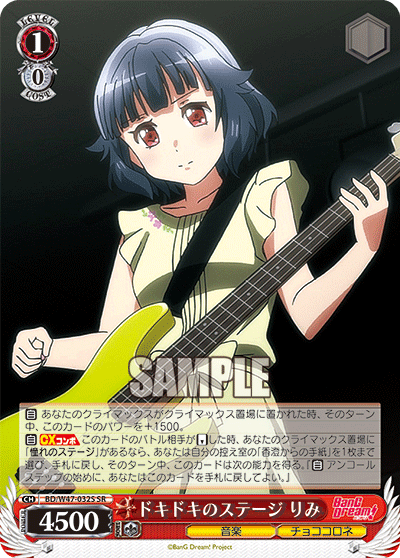 LEVEL
1
0
COST
SAMPLE
自 あなたのクライマックスがクライマックス置場に置かれた時、そのターン
中、このカードのパワーを+1500。
自 CXコンボ このカードのバトル相手が[↓]した時、あなたのクライマックス置場に
「憧れのステージ」があるなら、あなたは自分の控え室の「香澄からの手紙」を1枚まで
選び、手札に戻し、そのターン中、このカードは次の能力を得る。『自 アンコール
ステップの始めに、あなたはこのカードを手札に戻してよい。』
CH BD/W47-032S SR
4500
ドキドキのステージ りみ
BanG Dream!
音楽
チョココロネ
©BanG Dream! Project